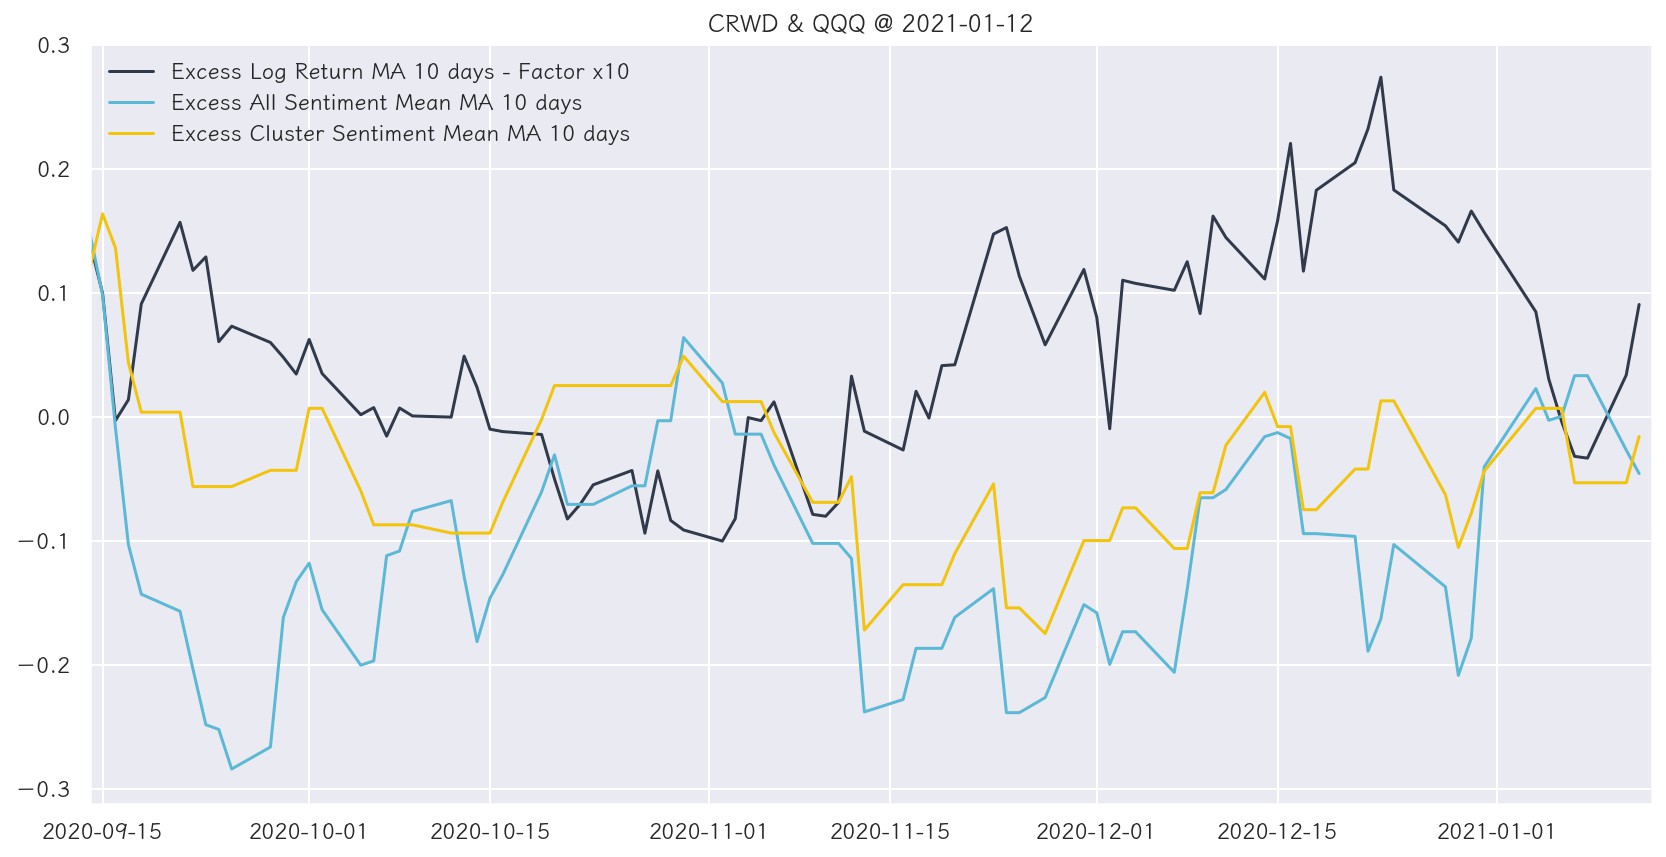 CRWD & QQQ @ 2021-01-12
0.3
Excess Log Return MA 10 days - Factor x10
Excess All Sentiment Mean MA 10 days
Excess Cluster Sentiment Mean MA 10 days
0.2
0.1
0.0
−0.1
−0.2
−0.3
2020-09-15 2020-10-01 2020-10-15 2020-11-01 2020-11-15 2020-12-01 2020-12-15 2021-01-01